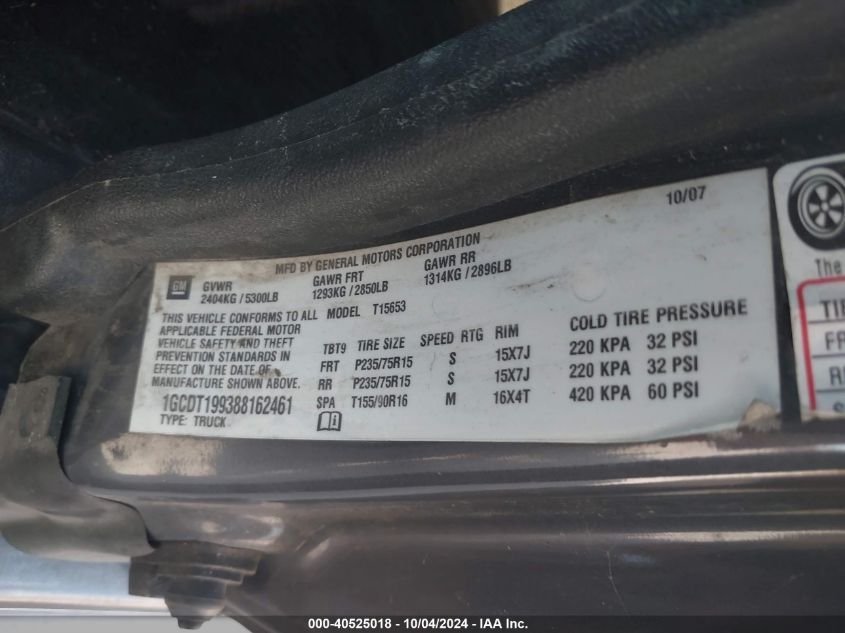 10/07
MFD BY GENERAL MOTORS CORPORATION
GM GVWR GAWR FRT GAWR RR
2404KG / 5300LB 1293KG / 2850LB 1314KG / 2896LB
THIS VEHICLE CONFORMS TO ALL MODEL T15653
APPLICABLE FEDERAL MOTOR
VEHICLE SAFETY AND THEFT
PREVENTION STANDARDS IN
EFFECT ON THE DATE OF
MANUFACTURE SHOWN ABOVE.
1GCDT199388162461
TYPE: TRUCK
TBT9 TIRE SIZE SPEED RTG RIM COLD TIRE PRESSURE
FRT P235/75R15 S 15X7J 220 KPA 32 PSI
RR P235/75R15 S 15X7J 220 KPA 32 PSI
SPA T155/90R16 M 16X4T 420 KPA 60 PSI
The
000-40525018 - 10/04/2024 - IAA Inc.